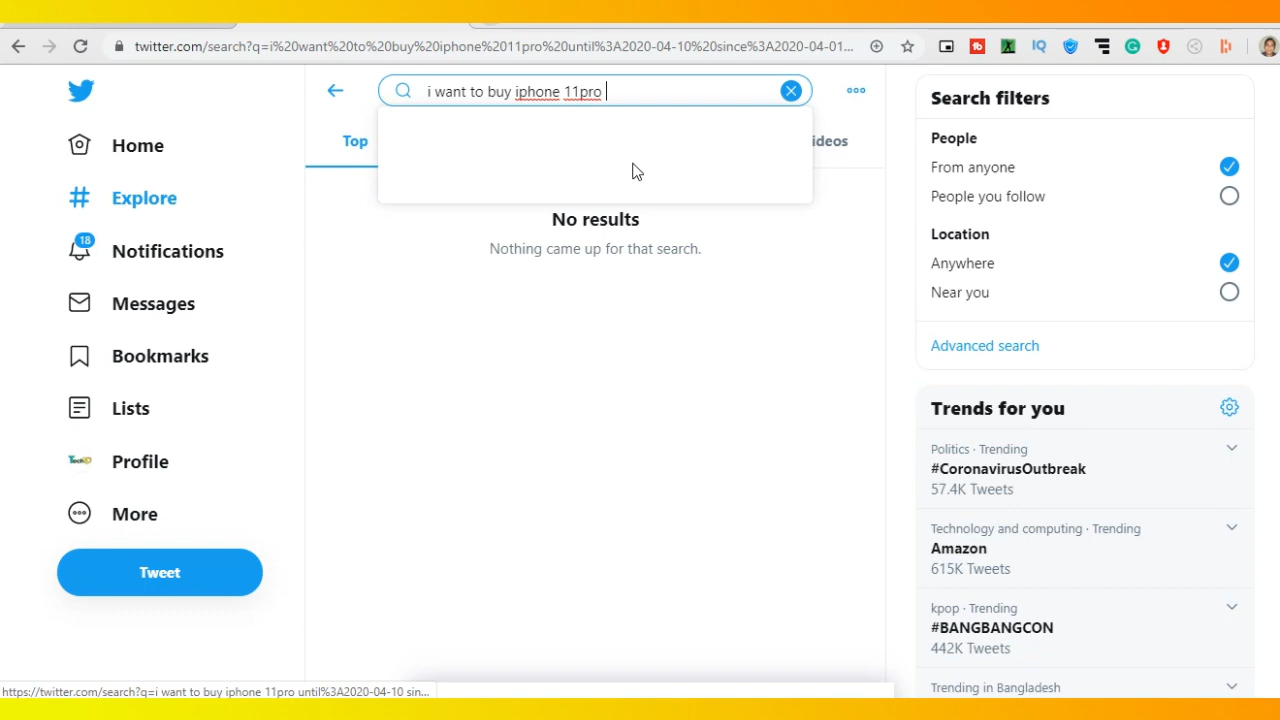 twitter.com/search?q=i%20want%20to%20buy%20iphone%2011pro%20until%3A2020-04-10%20since%3A2020-04-01...
IQ
i want to buy iphone 11pro
Home
Explore
18
Notifications
Messages
Bookmarks
Lists
Profile
More
Tweet
Top
ideos
No results
Nothing came up for that search.
Search filters
People
From anyone
People you follow
Location
Anywhere
Near you
Advanced search
Trends for you
Politics · Trending
#CoronavirusOutbreak
57.4K Tweets
Technology and computing · Trending
Amazon
615K Tweets
kpop · Trending
#BANGBANGCON
442K Tweets
Trending in Bangladesh
https://twitter.com/search?q=i want to buy iphone 11pro until%3A2020-04-10 sin...